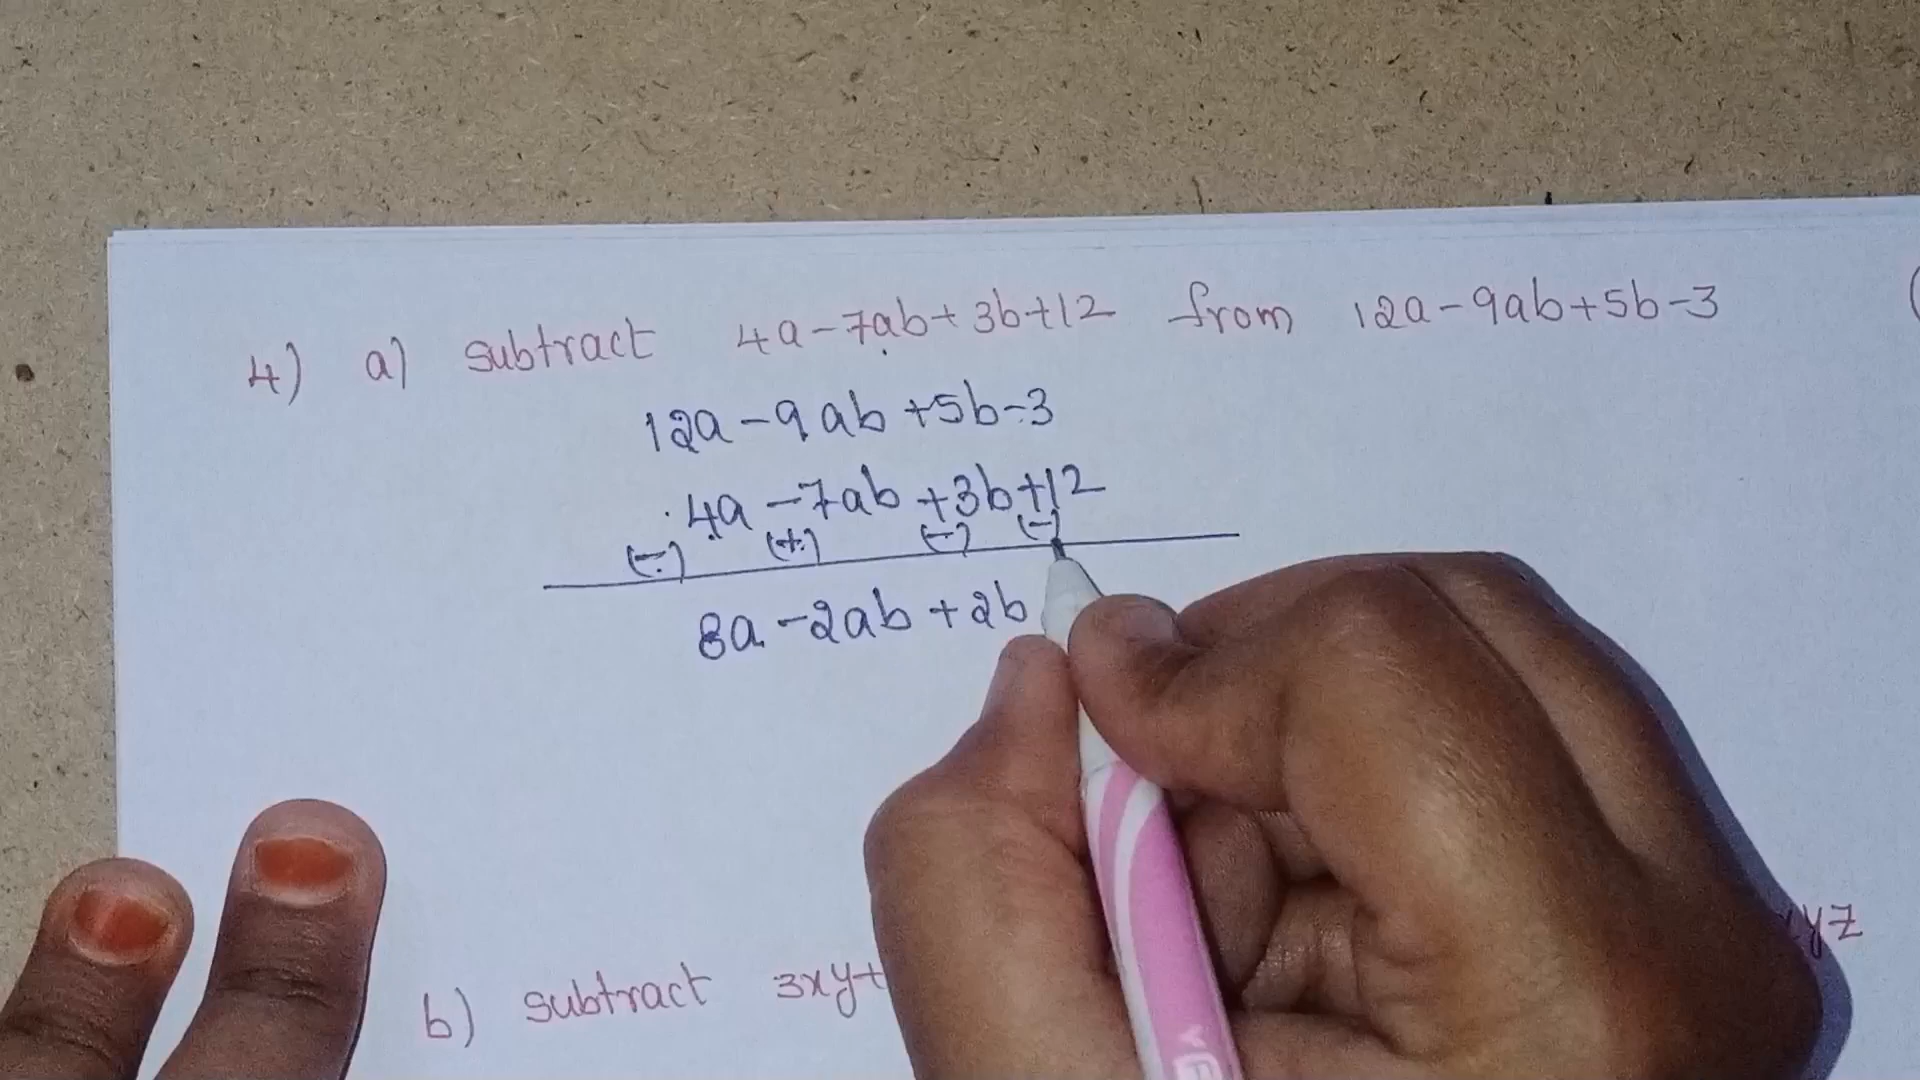 4) a) subtract 4a-7ab+3b+12 from 12a-9ab+5b-3 (
12a-9ab+5b-3
4a-7ab+3b+12
(-) (+) (-) (-)
8a-2ab+2b
b) subtract 3xy+ xyz